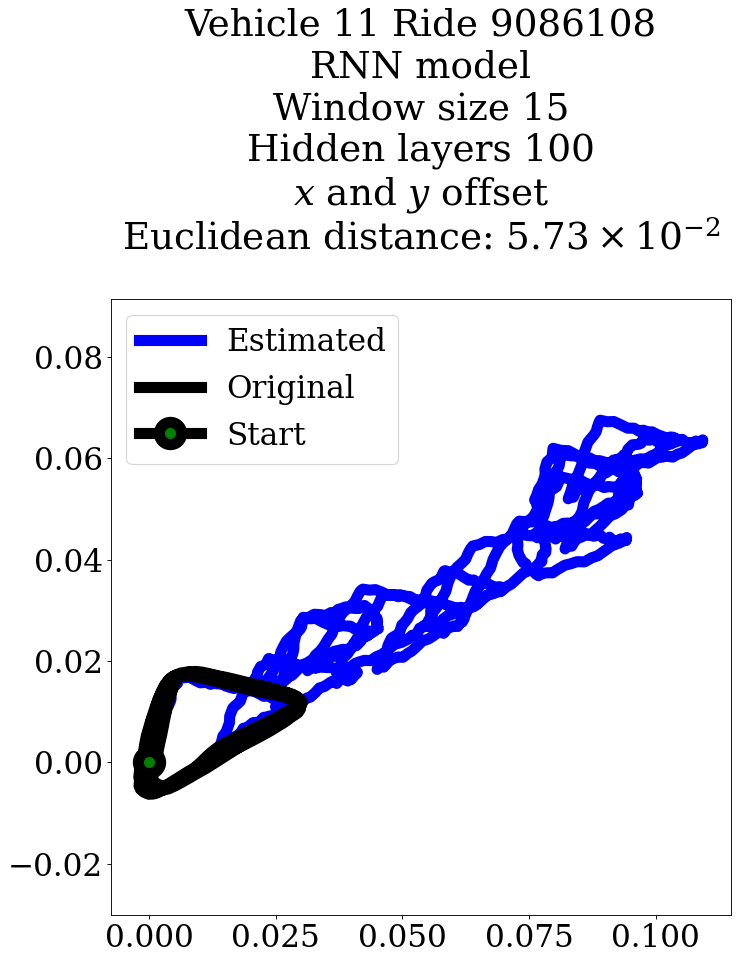 Vehicle 11 Ride 9086108
RNN model
Window size 15
Hidden layers 100
x and y offset
Euclidean distance: 5.73 × 10⁻²
Estimated
Original
Start
0.08
0.06
0.04
0.02
0.00
−0.02
0.000 0.025 0.050 0.075 0.100